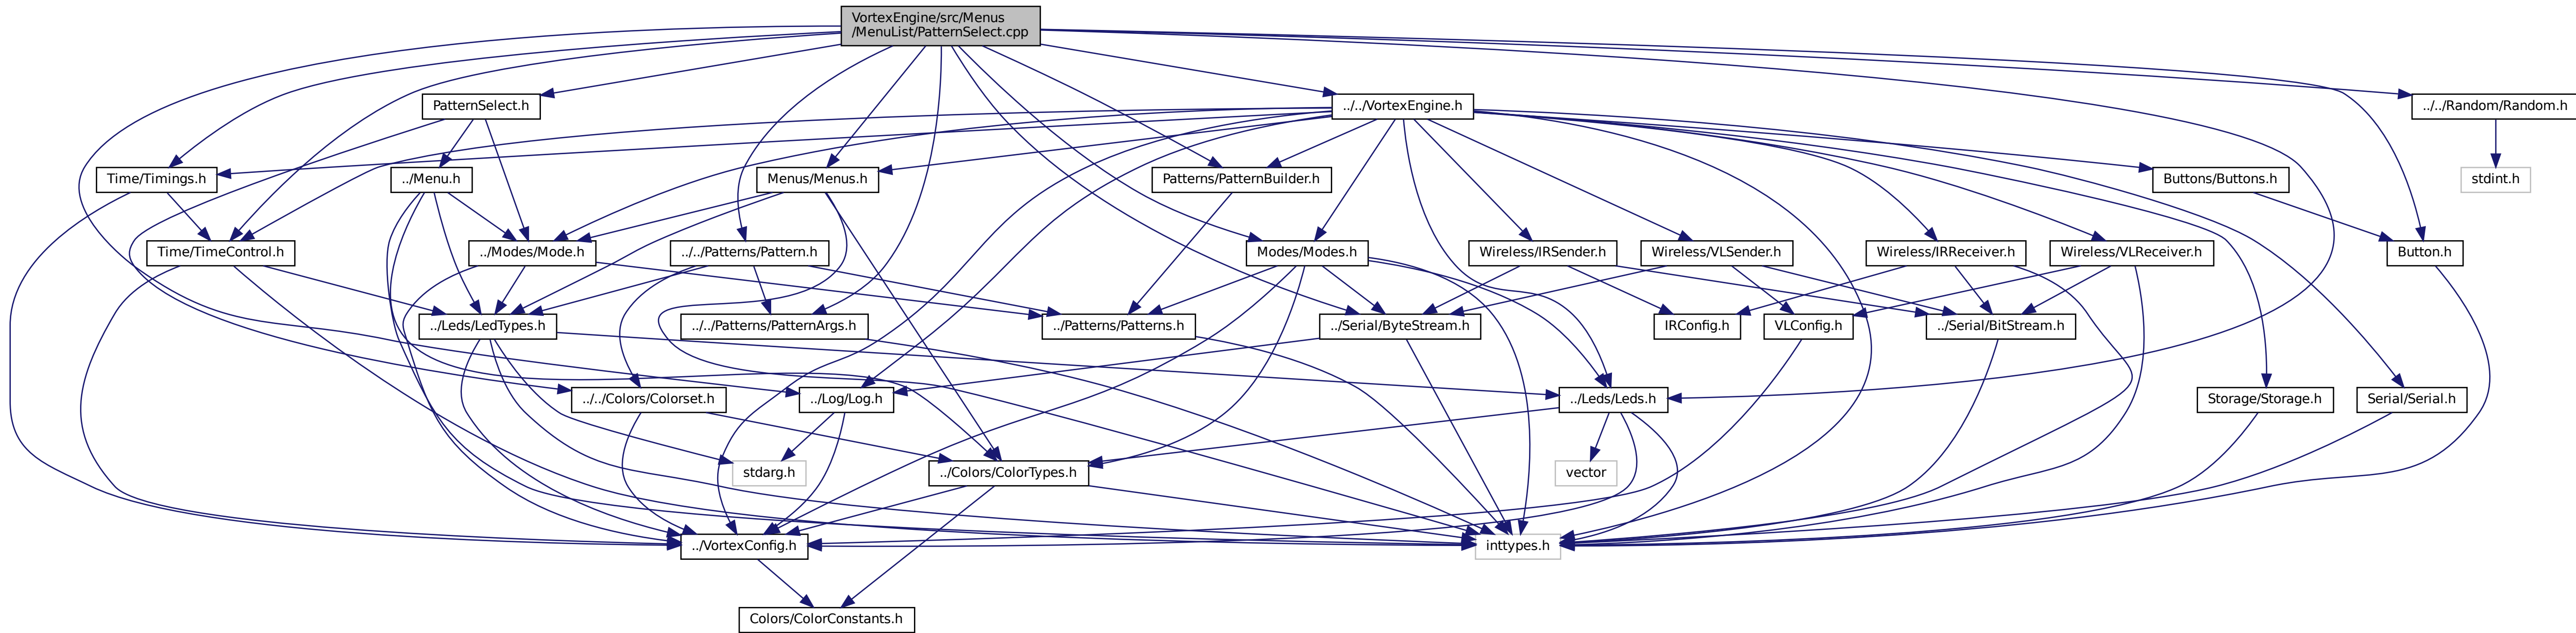 VortexEngine/src/Menus
/MenuList/PatternSelect.cpp
PatternSelect.h
../../VortexEngine.h
../../Random/Random.h
Time/Timings.h
../Menu.h
Menus/Menus.h
Patterns/PatternBuilder.h
Buttons/Buttons.h
stdint.h
Time/TimeControl.h
../Modes/Mode.h
../../Patterns/Pattern.h
Modes/Modes.h
Wireless/IRSender.h
Wireless/VLSender.h
Wireless/IRReceiver.h
Wireless/VLReceiver.h
Button.h
../Leds/LedTypes.h
../../Patterns/PatternArgs.h
../Patterns/Patterns.h
../Serial/ByteStream.h
IRConfig.h
VLConfig.h
../Serial/BitStream.h
../../Colors/Colorset.h
../Log/Log.h
../Leds/Leds.h
Storage/Storage.h
Serial/Serial.h
stdarg.h
../Colors/ColorTypes.h
vector
../VortexConfig.h
inttypes.h
Colors/ColorConstants.h